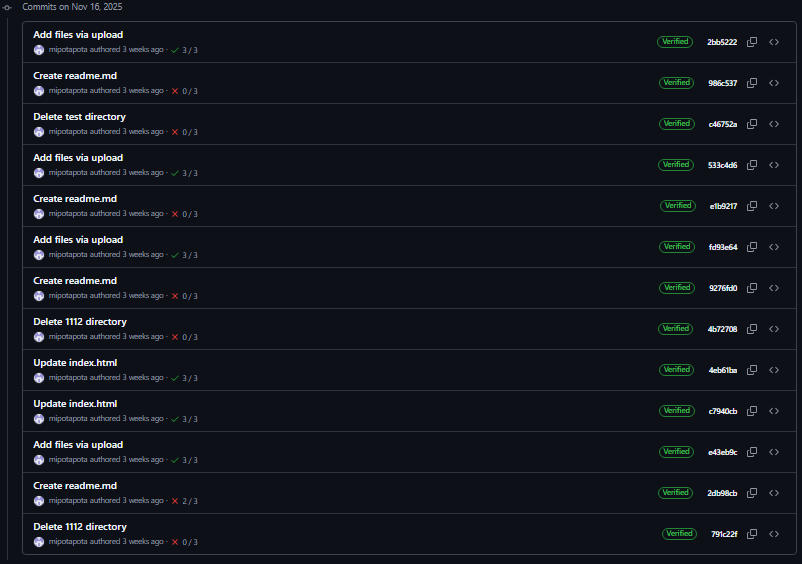 Commits on Nov 16, 2025
Add files via upload
mipotapota authored 3 weeks ago · 3 / 3
Verified 2bb5222
Create readme.md
mipotapota authored 3 weeks ago · 0 / 3
Verified 986c537
Delete test directory
mipotapota authored 3 weeks ago · 0 / 3
Verified c46752a
Add files via upload
mipotapota authored 3 weeks ago · 3 / 3
Verified 533c4d6
Create readme.md
mipotapota authored 3 weeks ago · 0 / 3
Verified e1b9217
Add files via upload
mipotapota authored 3 weeks ago · 3 / 3
Verified fd93e64
Create readme.md
mipotapota authored 3 weeks ago · 0 / 3
Verified 9276fd0
Delete 1112 directory
mipotapota authored 3 weeks ago · 0 / 3
Verified 4b72708
Update index.html
mipotapota authored 3 weeks ago · 3 / 3
Verified 4eb61ba
Update index.html
mipotapota authored 3 weeks ago · 3 / 3
Verified c7940cb
Add files via upload
mipotapota authored 3 weeks ago · 3 / 3
Verified e43eb9c
Create readme.md
mipotapota authored 3 weeks ago · 2 / 3
Verified 2db98cb
Delete 1112 directory
mipotapota authored 3 weeks ago · 0 / 3
Verified 791c22f